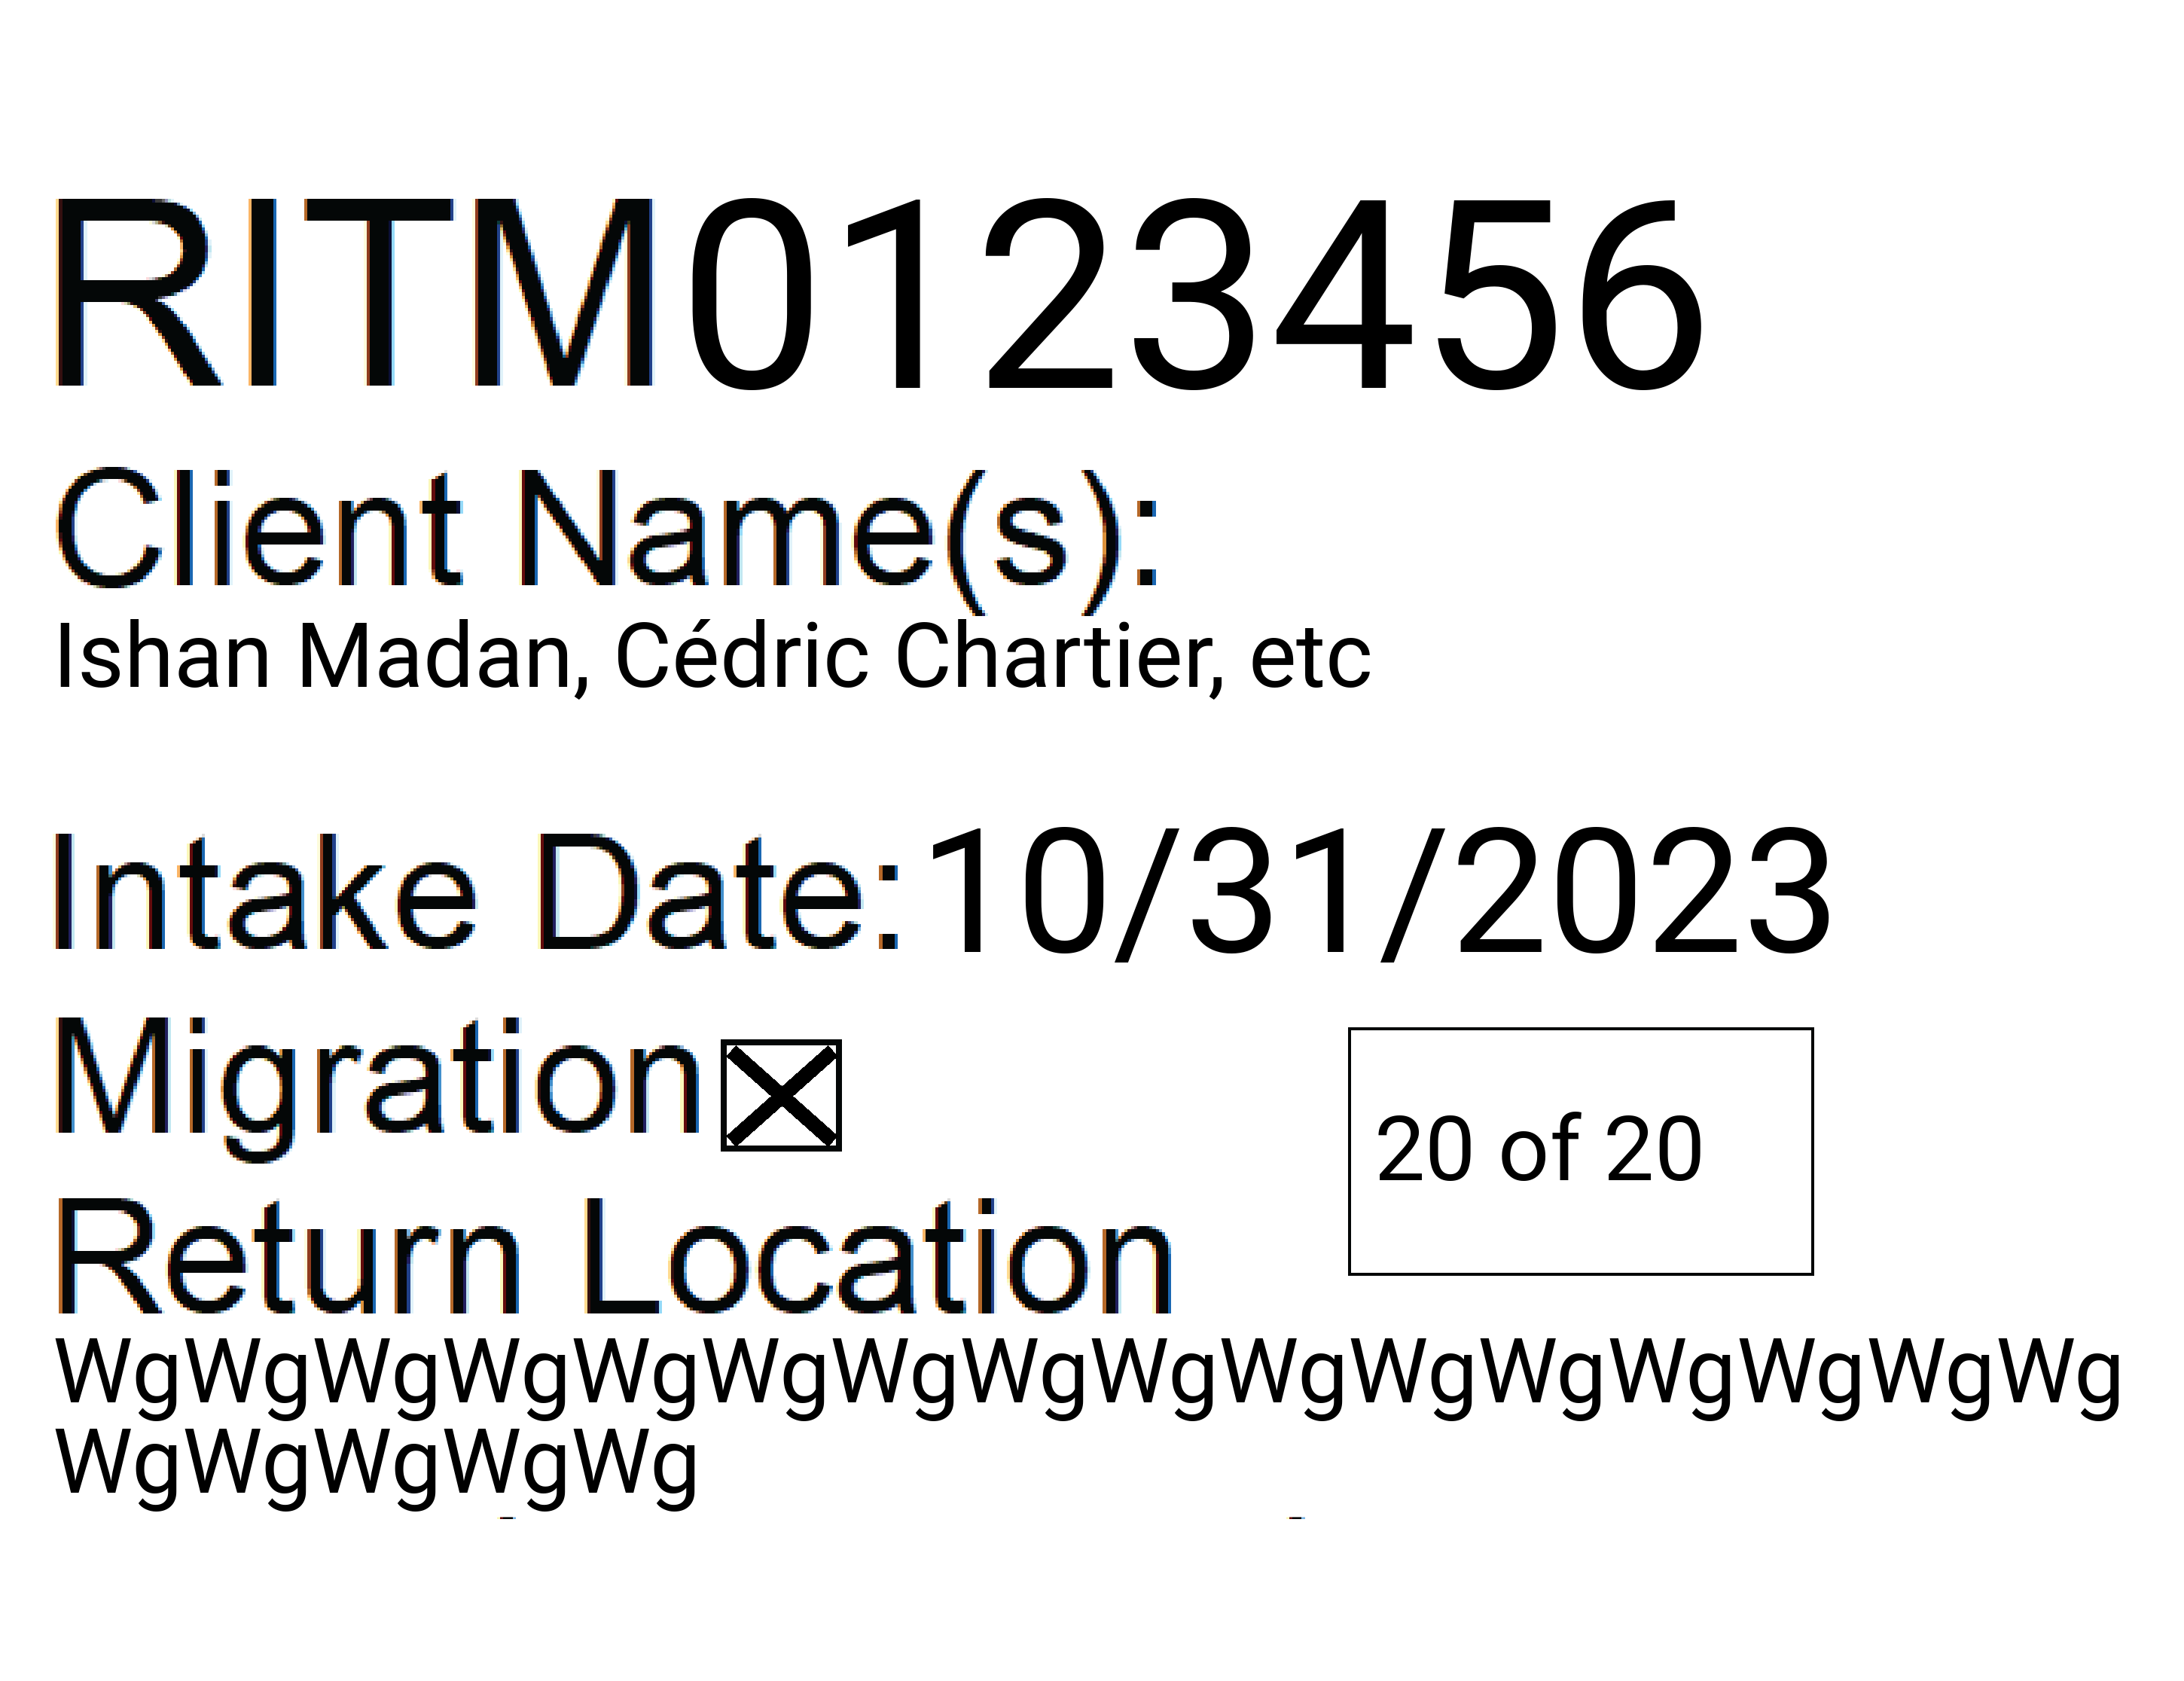 RITM0123456
Client Name(s):
Ishan Madan, Cédric Chartier, etc
Intake Date: 10/31/2023
Migration ☒
20 of 20
Return Location
WgWgWgWgWgWgWgWgWgWgWgWgWgWgWgWg
WgWgWgWgWg